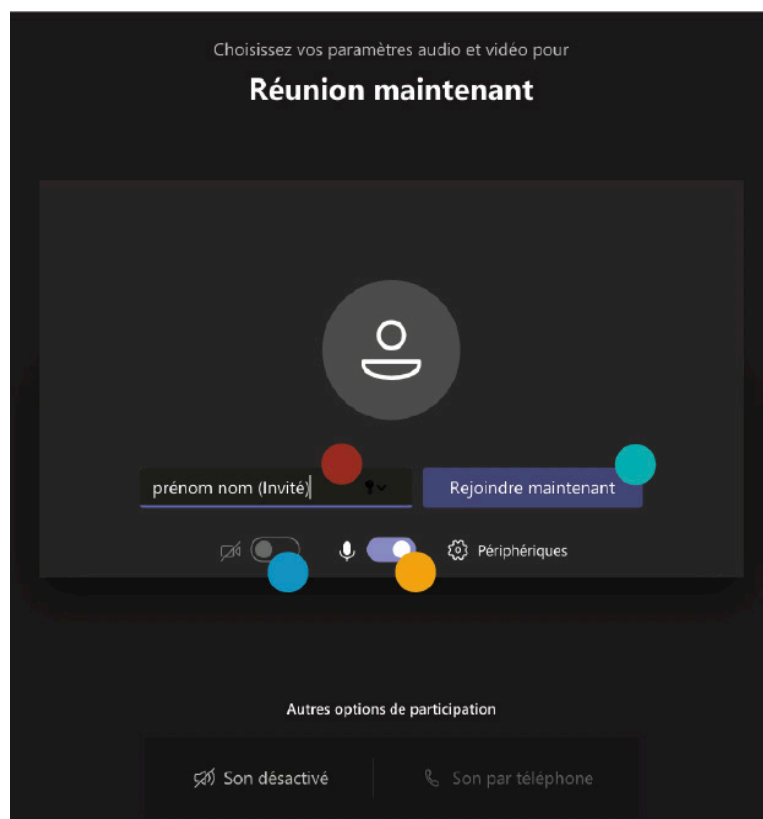 Choisissez vos paramètres audio et vidéo pour
Réunion maintenant
prénom nom (Invité)
Rejoindre maintenant
Périphériques
Autres options de participation
Son désactivé
Son par téléphone